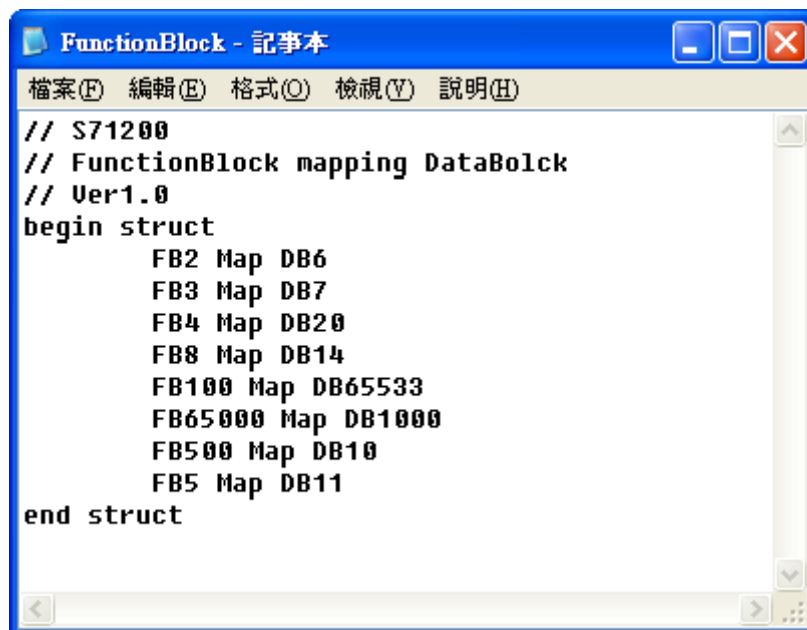 FunctionBlock - 記事本
檔案(F) 編輯(E) 格式(O) 檢視(V) 說明(H)
// S71200
// FunctionBlock mapping DataBolck
// Ver1.0
begin struct
FB2 Map DB6
FB3 Map DB7
FB4 Map DB20
FB8 Map DB14
FB100 Map DB65533
FB65000 Map DB1000
FB500 Map DB10
FB5 Map DB11
end struct